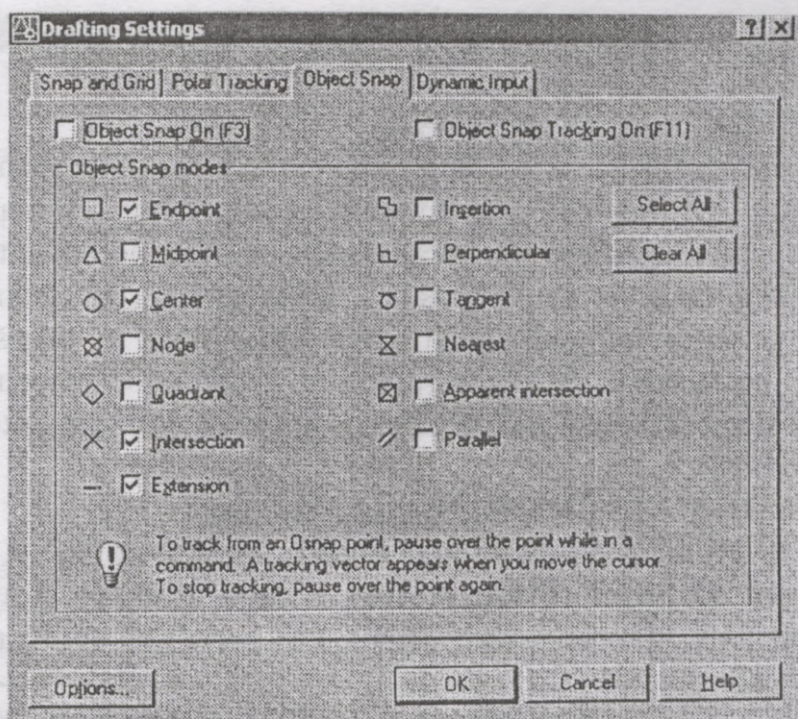 Drafting Settings
Snap and Grid Polar Tracking Object Snap Dynamic Input
Object Snap On (F3) Object Snap Tracking On (F11)
Object Snap modes
Endpoint Insertion Select All
Midpoint Perpendicular Clear All
Center Tangent
Node Nearest
Quadrant Apparent intersection
Intersection Parallel
Extension
To track from an Osnap point, pause over the point while in a
command. A tracking vector appears when you move the cursor.
To stop tracking, pause over the point again.
Options... OK Cancel Help